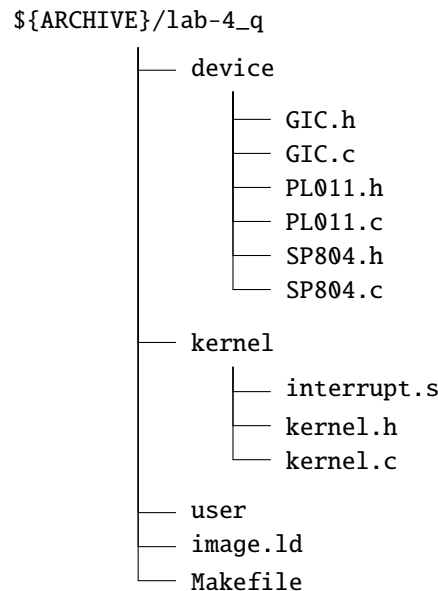 ${ARCHIVE}/lab-4_q
device
GIC.h
GIC.c
PL011.h
PL011.c
SP804.h
SP804.c
kernel
interrupt.s
kernel.h
kernel.c
user
image.ld
Makefile